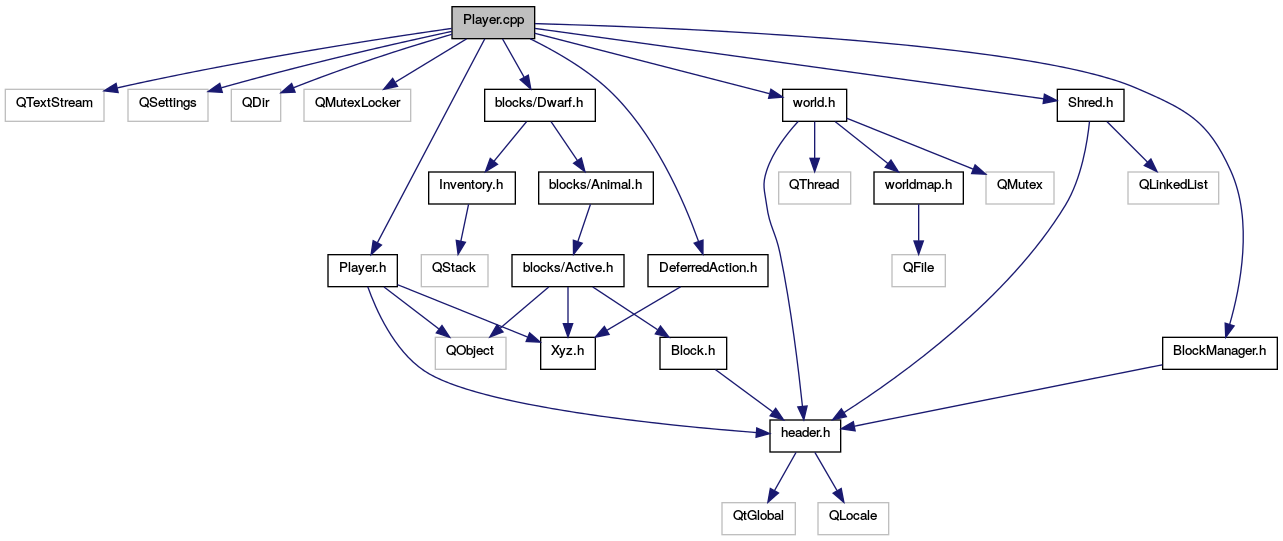 Player.cpp
QTextStream
QSettings
QDir
QMutexLocker
blocks/Dwarf.h
world.h
Shred.h
Inventory.h
blocks/Animal.h
QThread
worldmap.h
QMutex
QLinkedList
Player.h
QStack
blocks/Active.h
DeferredAction.h
QFile
QObject
Xyz.h
Block.h
BlockManager.h
header.h
QtGlobal
QLocale